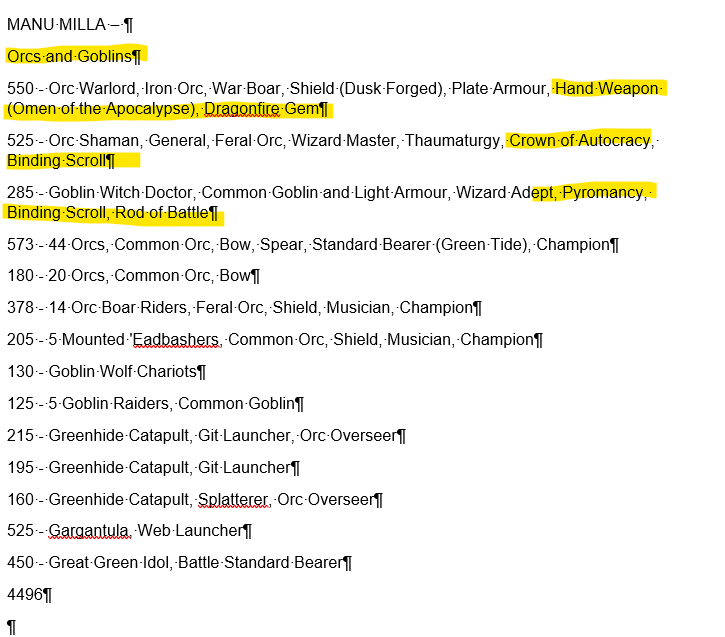 MANU MILLA – ¶
Orcs and Goblins¶
550 - Orc Warlord, Iron Orc, War Boar, Shield (Dusk Forged), Plate Armour, Hand Weapon
(Omen of the Apocalypse), Dragonfire Gem¶
525 - Orc Shaman, General, Feral Orc, Wizard Master, Thaumaturgy, Crown of Autocracy,
Binding Scroll¶
285 - Goblin Witch Doctor, Common Goblin and Light Armour, Wizard Adept, Pyromancy,
Binding Scroll, Rod of Battle¶
573 - 44 Orcs, Common Orc, Bow, Spear, Standard Bearer (Green Tide), Champion¶
180 - 20 Orcs, Common Orc, Bow¶
378 - 14 Orc Boar Riders, Feral Orc, Shield, Musician, Champion¶
205 - 5 Mounted 'Eadbashers, Common Orc, Shield, Musician, Champion¶
130 - Goblin Wolf Chariots¶
125 - 5 Goblin Raiders, Common Goblin¶
215 - Greenhide Catapult, Git Launcher, Orc Overseer¶
195 - Greenhide Catapult, Git Launcher¶
160 - Greenhide Catapult, Splatterer, Orc Overseer¶
525 - Gargantula, Web Launcher¶
450 - Great Green Idol, Battle Standard Bearer¶
4496¶
¶